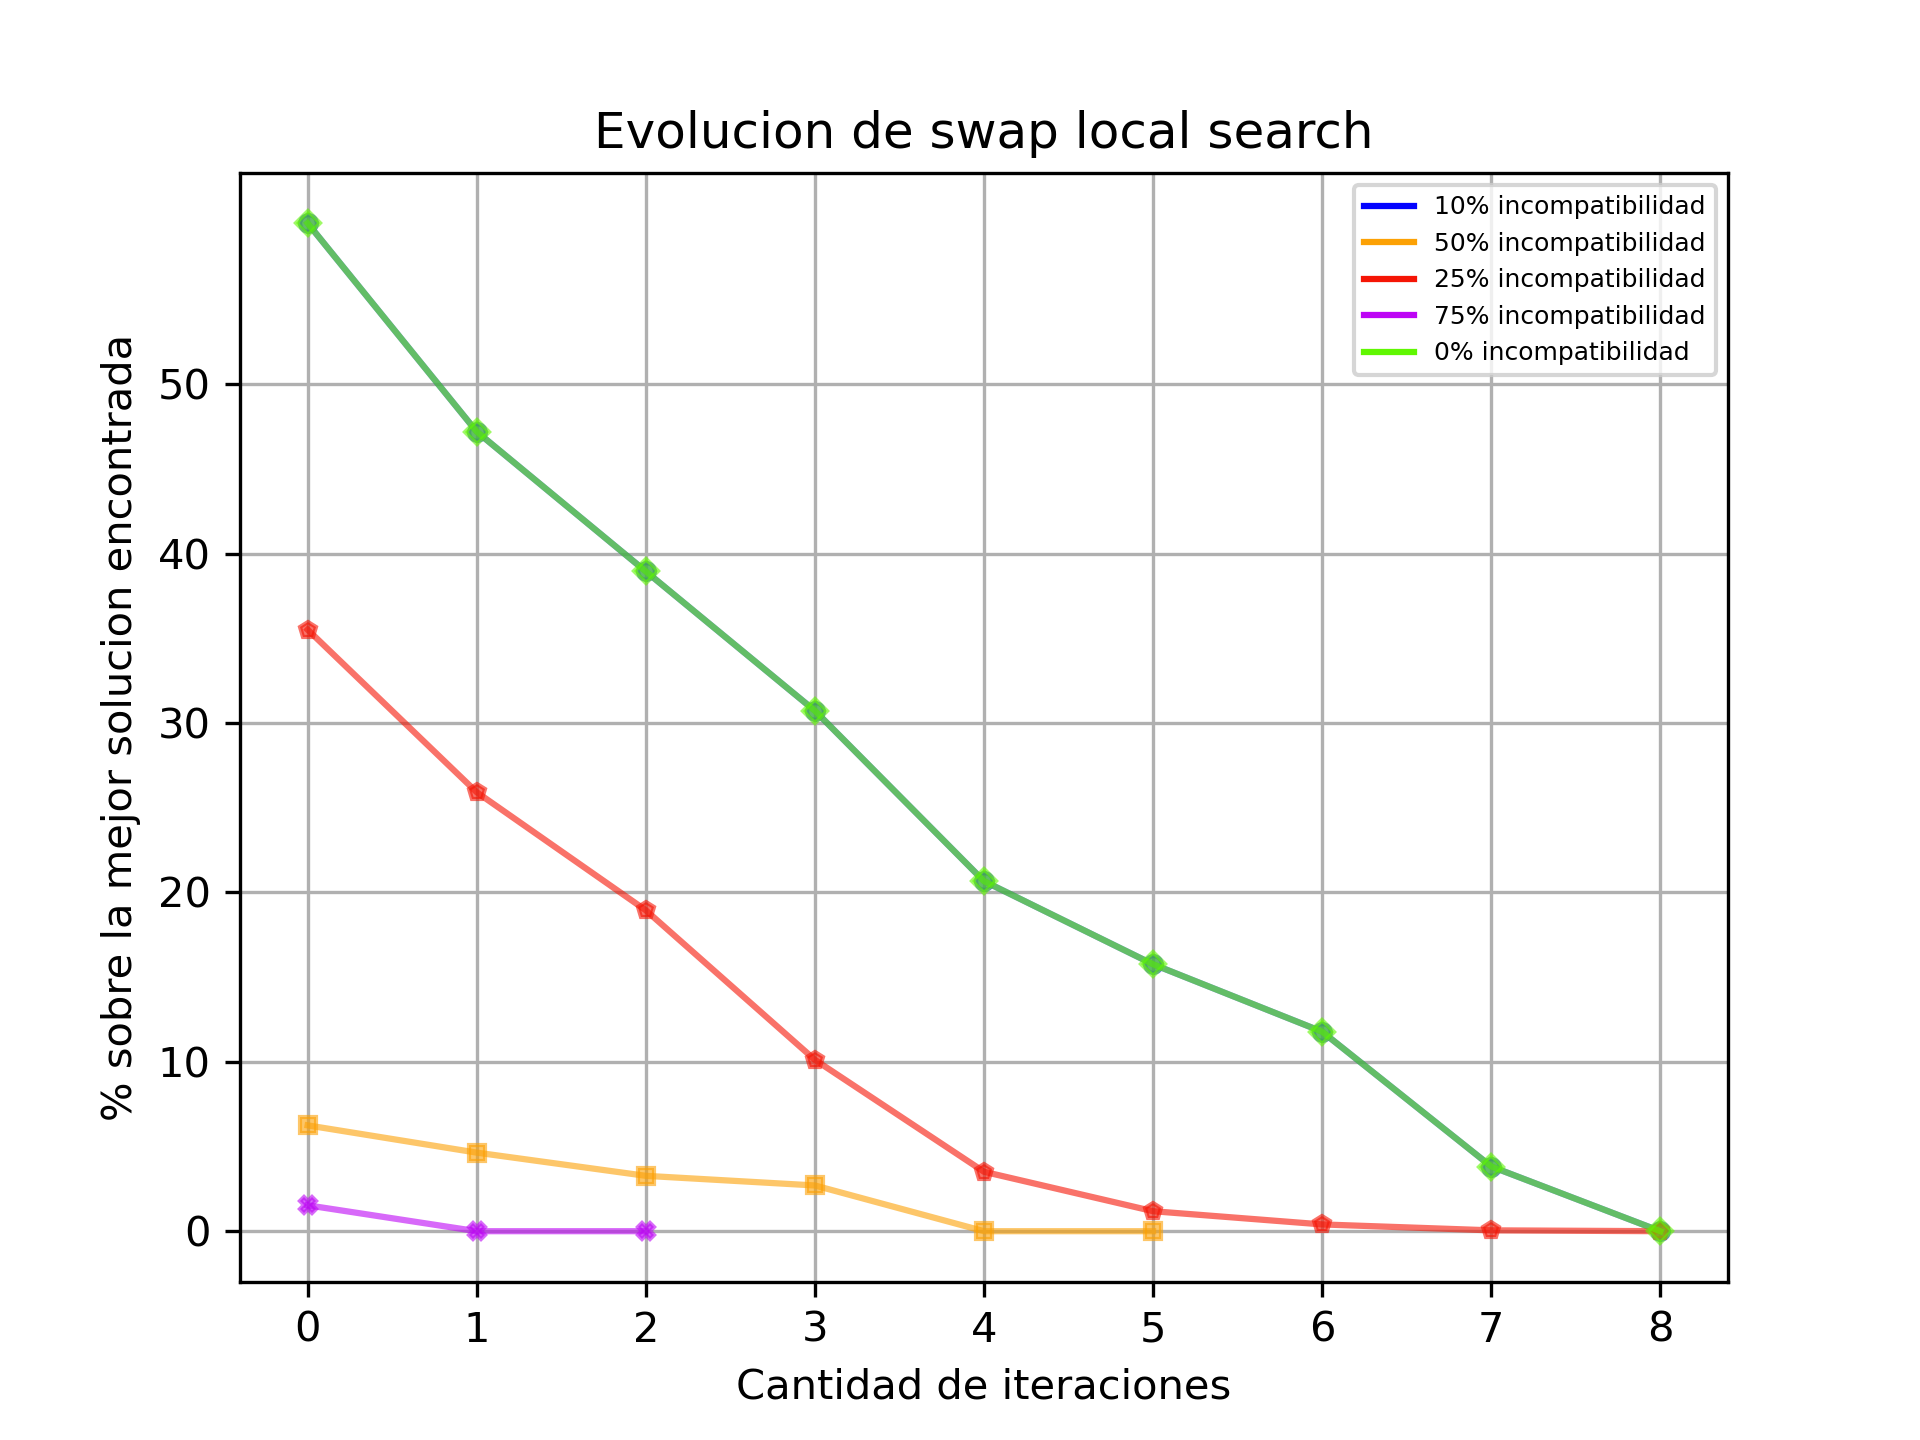 Evolucion de swap local search
10% incompatibilidad
50% incompatibilidad
25% incompatibilidad
75% incompatibilidad
0% incompatibilidad
% sobre la mejor solucion encontrada
50
40
30
20
10
0
0 1 2 3 4 5 6 7 8
Cantidad de iteraciones